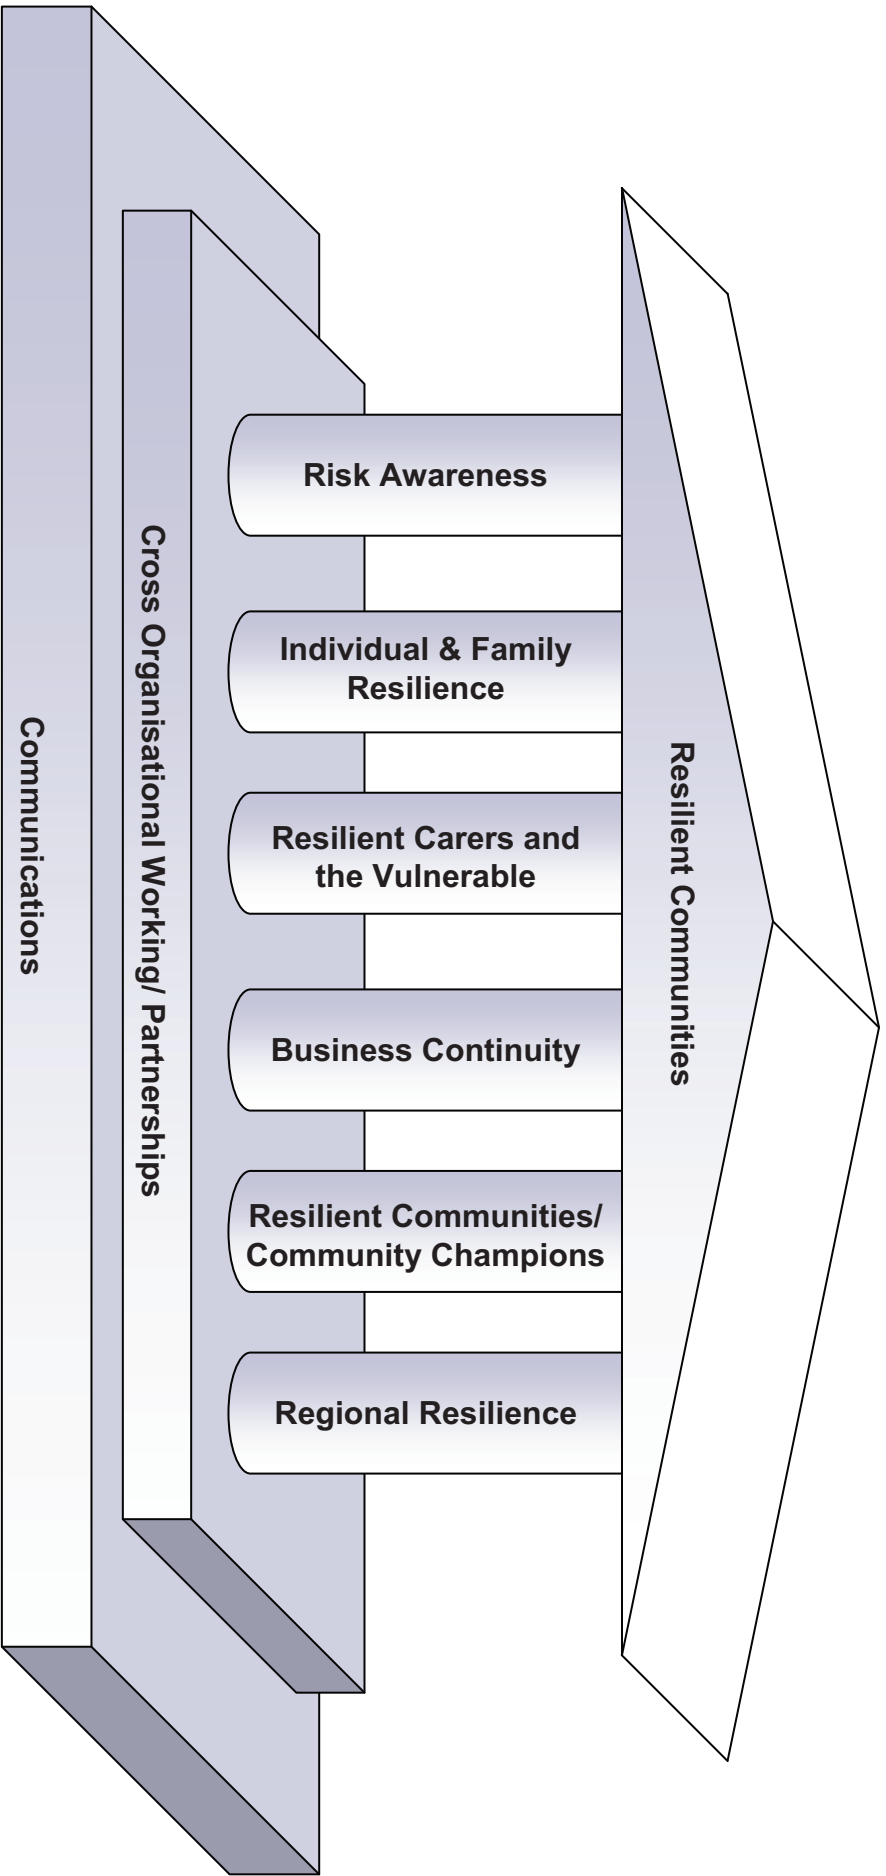 Resilient Communities
Risk Awareness
Individual & Family
Resilience
Resilient Carers and
the Vulnerable
Business Continuity
Resilient Communities/
Community Champions
Regional Resilience
Cross Organisational Working/ Partnerships
Communications